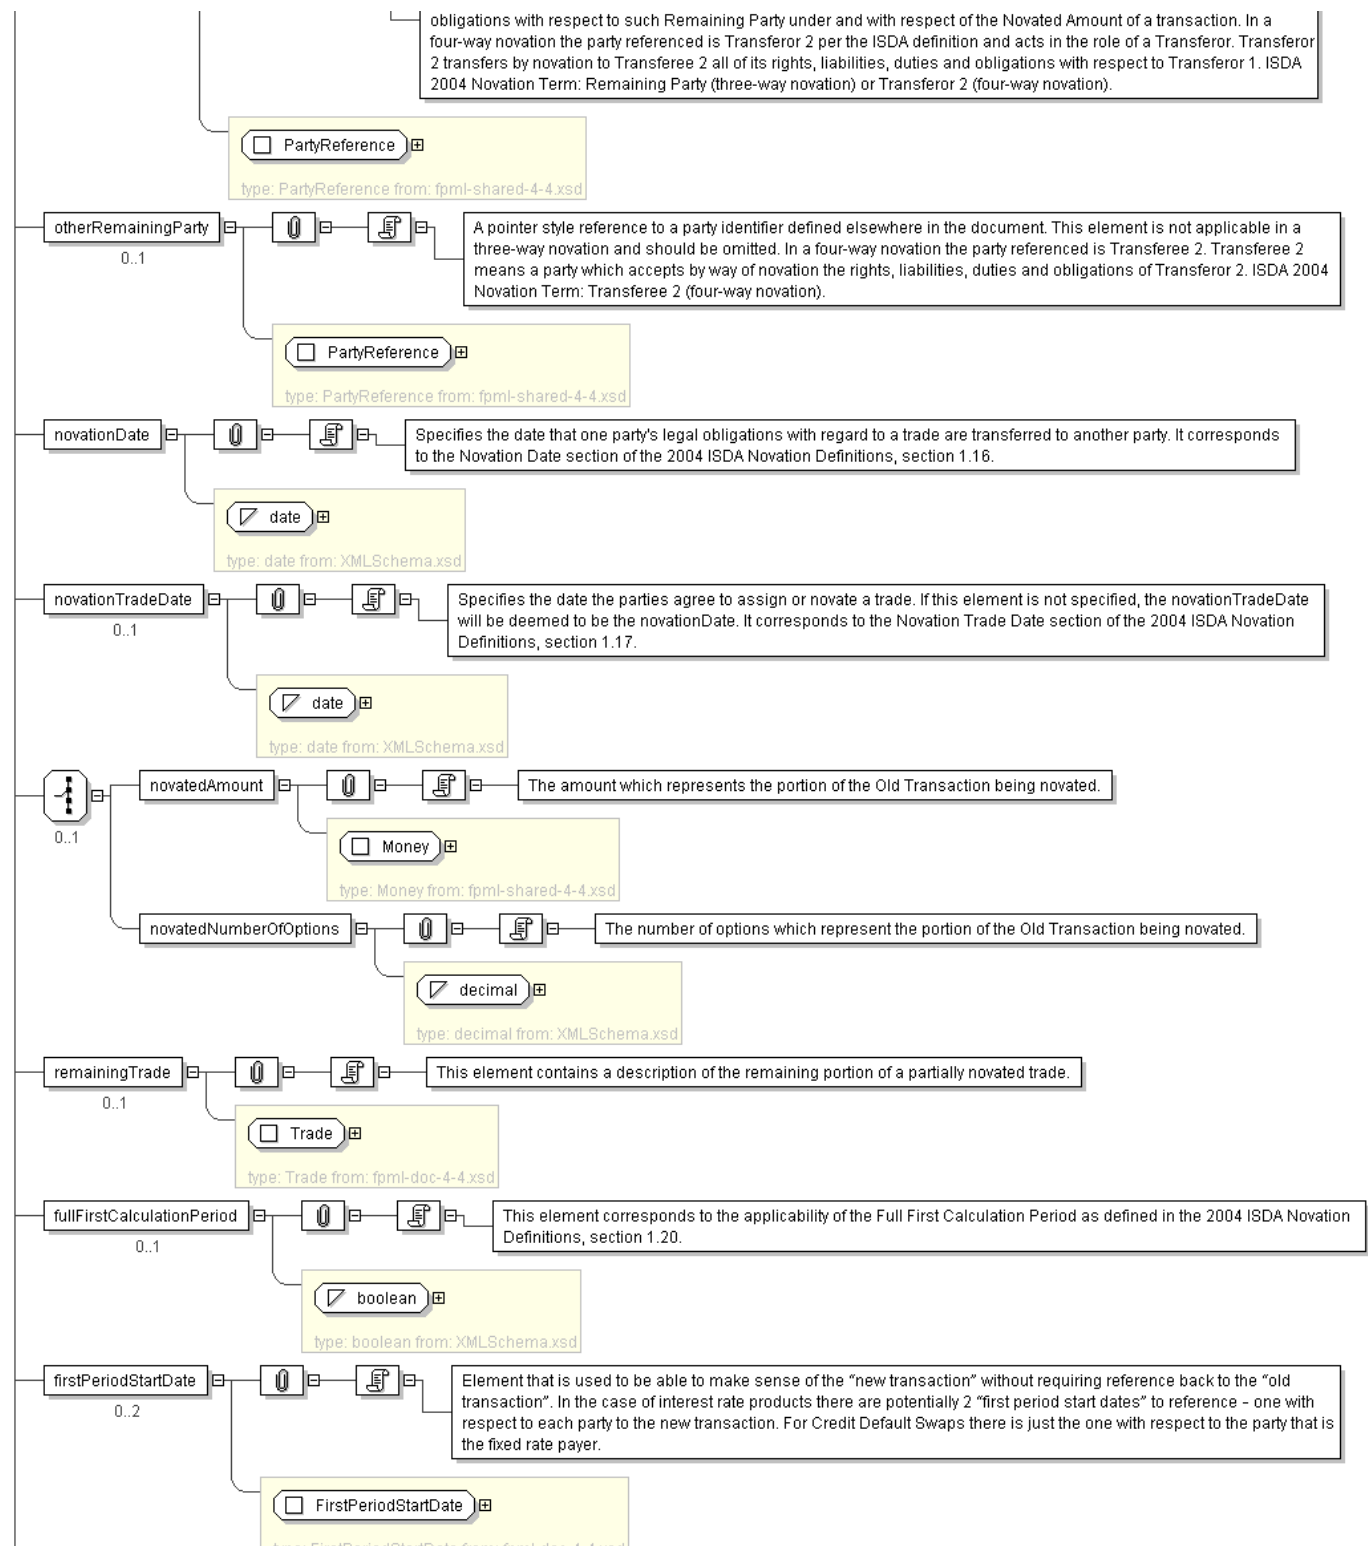 obligations with respect to such Remaining Party under and with respect of the Novated Amount of a transaction. In a
four-way novation the party referenced is Transferor 2 per the ISDA definition and acts in the role of a Transferor. Transferor
2 transfers by novation to Transferee 2 all of its rights, liabilities, duties and obligations with respect to Transferor 1. ISDA
2004 Novation Term: Remaining Party (three-way novation) or Transferor 2 (four-way novation).
PartyReference
type: PartyReference from: fpml-shared-4-4.xsd
otherRemainingParty
0..1
A pointer style reference to a party identifier defined elsewhere in the document. This element is not applicable in a
three-way novation and should be omitted. In a four-way novation the party referenced is Transferee 2. Transferee 2
means a party which accepts by way of novation the rights, liabilities, duties and obligations of Transferor 2. ISDA 2004
Novation Term: Transferee 2 (four-way novation).
PartyReference
type: PartyReference from: fpml-shared-4-4.xsd
novationDate
Specifies the date that one party's legal obligations with regard to a trade are transferred to another party. It corresponds
to the Novation Date section of the 2004 ISDA Novation Definitions, section 1.16.
date
type: date from: XMLSchema.xsd
novationTradeDate
0..1
Specifies the date the parties agree to assign or novate a trade. If this element is not specified, the novationTradeDate
will be deemed to be the novationDate. It corresponds to the Novation Trade Date section of the 2004 ISDA Novation
Definitions, section 1.17.
date
type: date from: XMLSchema.xsd
0..1
novatedAmount
The amount which represents the portion of the Old Transaction being novated.
Money
type: Money from: fpml-shared-4-4.xsd
novatedNumberOfOptions
The number of options which represent the portion of the Old Transaction being novated.
decimal
type: decimal from: XMLSchema.xsd
remainingTrade
0..1
This element contains a description of the remaining portion of a partially novated trade.
Trade
type: Trade from: fpml-doc-4-4.xsd
fullFirstCalculationPeriod
0..1
This element corresponds to the applicability of the Full First Calculation Period as defined in the 2004 ISDA Novation
Definitions, section 1.20.
boolean
type: boolean from: XMLSchema.xsd
firstPeriodStartDate
0..2
Element that is used to be able to make sense of the “new transaction” without requiring reference back to the “old
transaction”. In the case of interest rate products there are potentially 2 “first period start dates” to reference – one with
respect to each party to the new transaction. For Credit Default Swaps there is just the one with respect to the party that is
the fixed rate payer.
FirstPeriodStartDate
type: FirstPeriodStartDate from: fpml-doc-4-4.xsd